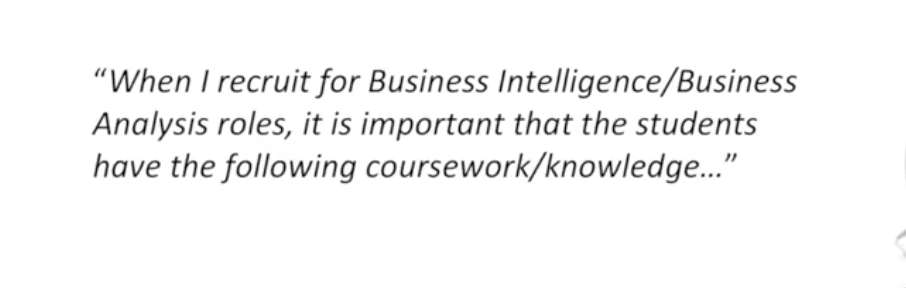 “When I recruit for Business Intelligence/Business
Analysis roles, it is important that the students
have the following coursework/knowledge…”